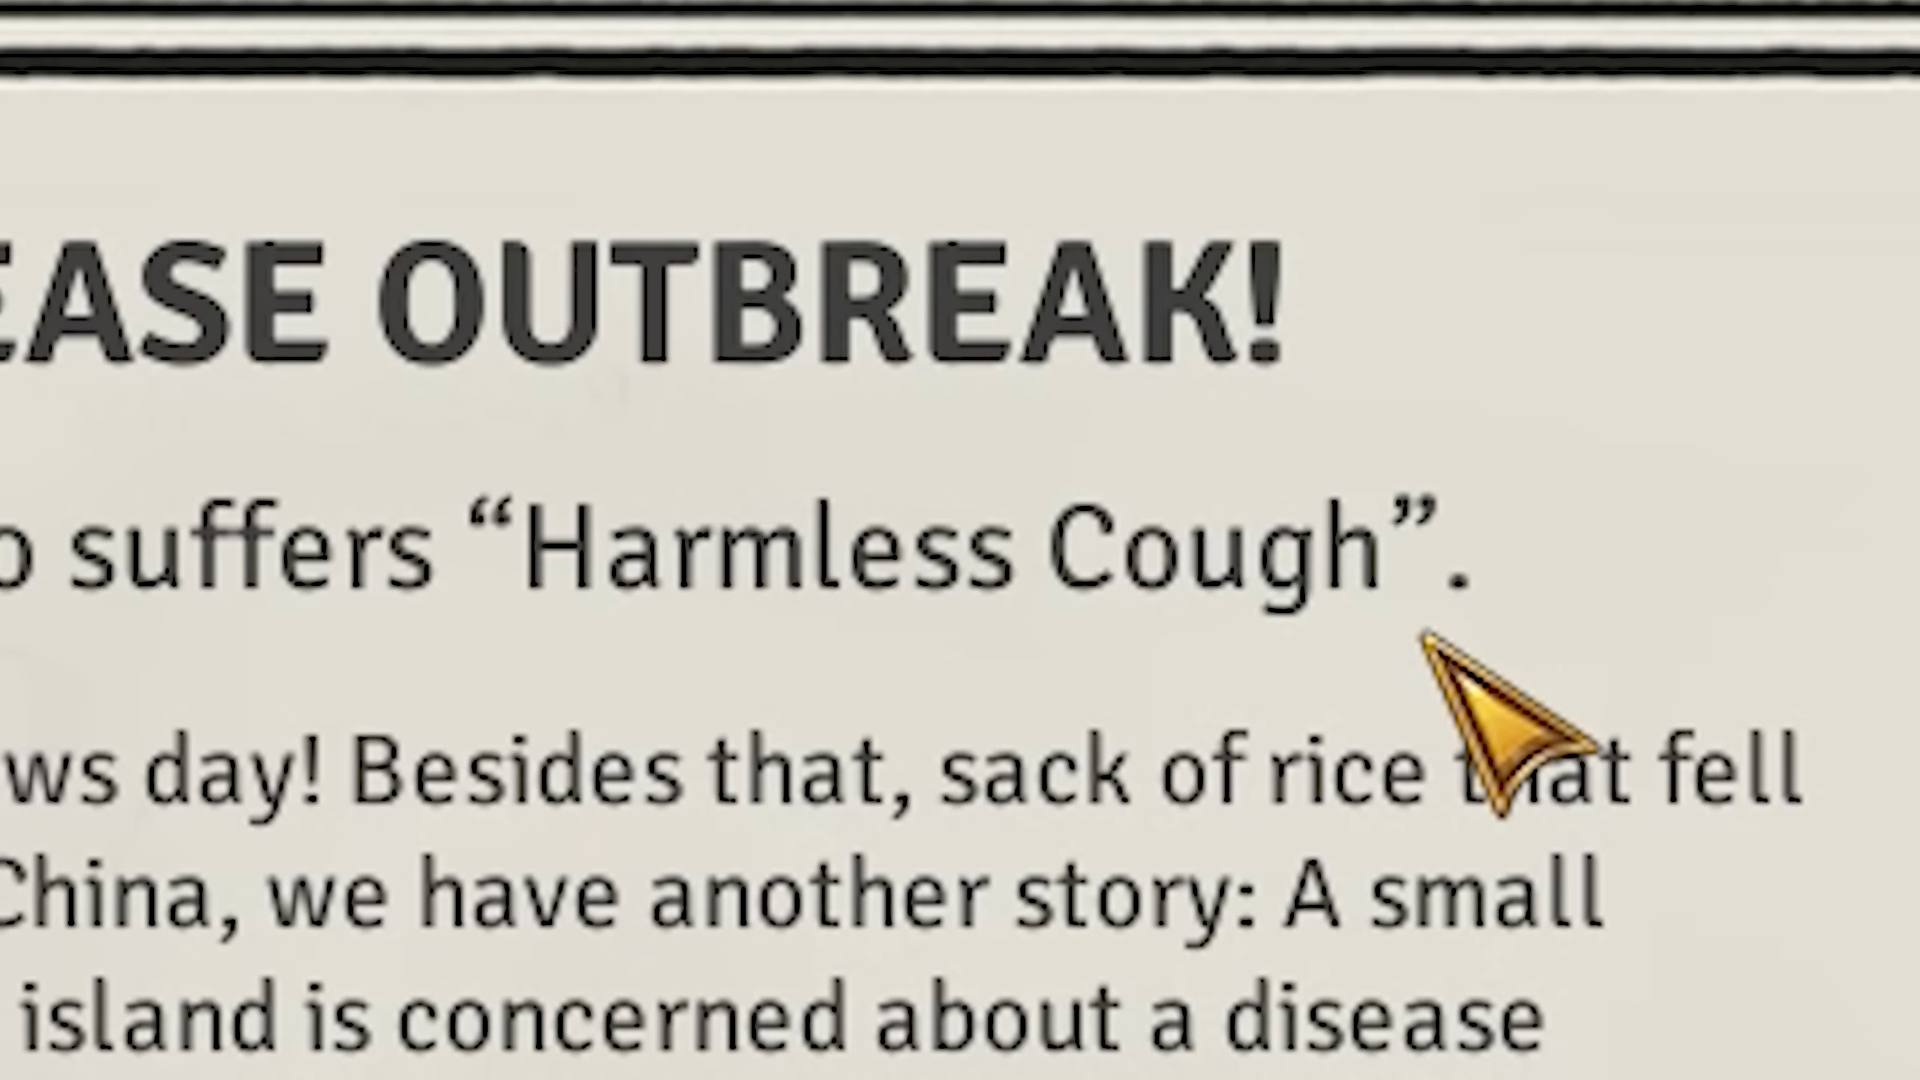 EASE OUTBREAK!
o suffers “Harmless Cough”.
ws day! Besides that, sack of rice that fell
China, we have another story: A small
island is concerned about a disease